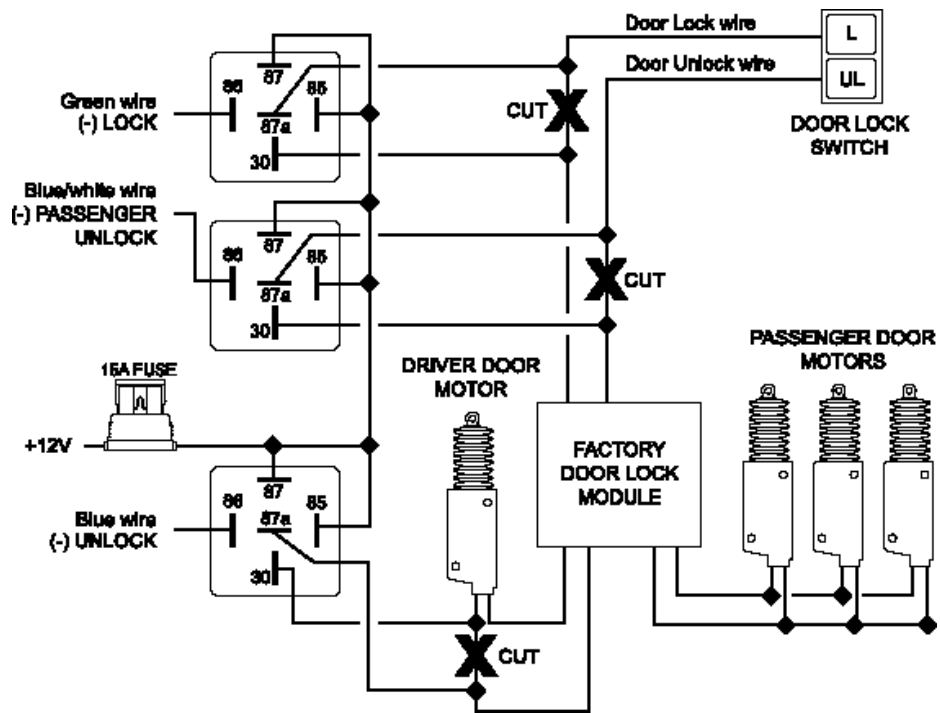 Door Lock wire
L
Door Unlock wire
UL
DOOR LOCK
SWITCH
CUT
87
86
85
87a
30
Green wire
(-) LOCK
Blue/white wire
(-) PASSENGER
UNLOCK
87
86
85
87a
30
CUT
15A FUSE
+12V
DRIVER DOOR
MOTOR
PASSENGER DOOR
MOTORS
FACTORY
DOOR LOCK
MODULE
87
86
85
87a
30
Blue wire
(-) UNLOCK
CUT